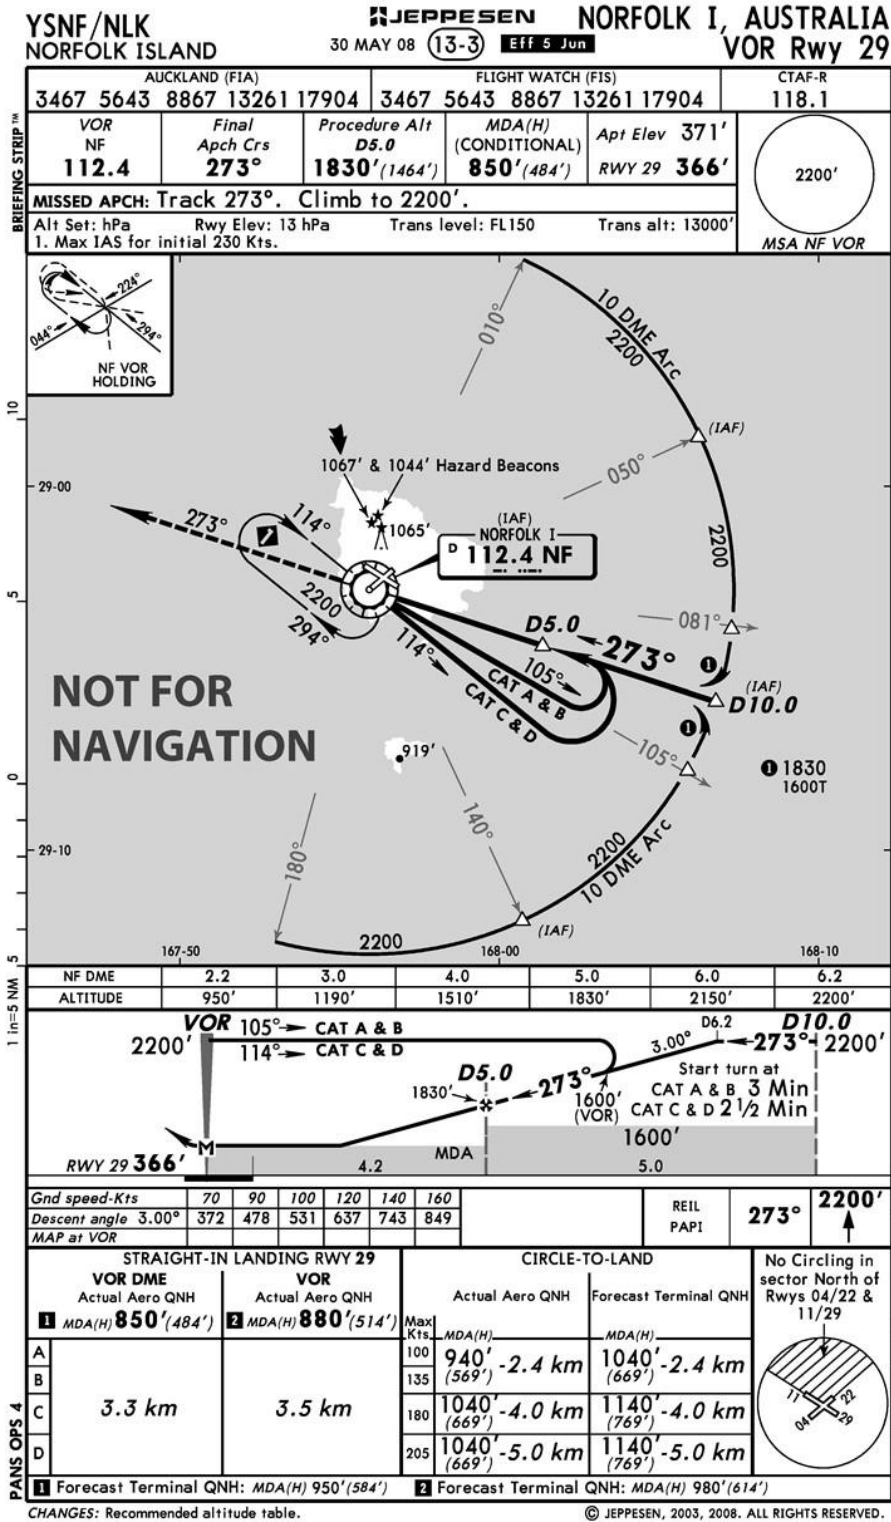 YSNF/NLK
NORFOLK ISLAND
JEPPESEN
30 MAY 08 13-3 Eff 5 Jun
NORFOLK I, AUSTRALIA
VOR Rwy 29
BRIEFING STRIP™
AUCKLAND (FIA) FLIGHT WATCH (FIS) CTAF-R
3467 5643 8867 13261 17904 3467 5643 8867 13261 17904 118.1
VOR
NF
112.4
Final
Apch Crs
273°
Procedure Alt
D5.0
1830'(1464')
MDA(H)
(CONDITIONAL)
850'(484')
Apt Elev 371'
RWY 29 366'
2200'
MSA NF VOR
MISSED APCH: Track 273°. Climb to 2200'.
Alt Set: hPa Rwy Elev: 13 hPa Trans level: FL150 Trans alt: 13000'
1. Max IAS for initial 230 Kts.
224°
044°
294°
NF VOR
HOLDING
010°
10 DME Arc
2200
(IAF)
050°
1067' & 1044' Hazard Beacons
1065'
29-00
10
273°
114°
(IAF)
NORFOLK I
D 112.4 NF
2200
2200
294°
5
081°
D5.0
273°
1
114°
105°
CAT A & B
CAT C & D
(IAF)
D10.0
NOT FOR
NAVIGATION
1
919'
105°
1 1830
1600T
0
140°
180°
29-10
2200
10 DME Arc
(IAF)
2200
5
167-50 168-00 168-10
1 in=5 NM
NF DME 2.2 3.0 4.0 5.0 6.0 6.2
ALTITUDE 950' 1190' 1510' 1830' 2150' 2200'
VOR
2200'
105° CAT A & B
114° CAT C & D
D6.2
D10.0
3.00°
273° 2200'
D5.0
1830'
273°
1600'
(VOR)
Start turn at
CAT A & B 3 Min
CAT C & D 2 1/2 Min
1600'
M
MDA
RWY 29 366'
4.2 5.0
Gnd speed-Kts 70 90 100 120 140 160
Descent angle 3.00° 372 478 531 637 743 849
MAP at VOR
REIL
PAPI
273°
2200'
STRAIGHT-IN LANDING RWY 29
VOR DME
Actual Aero QNH
1 MDA(H) 850'(484')
VOR
Actual Aero QNH
2 MDA(H) 880'(514')
CIRCLE-TO-LAND
Actual Aero QNH Forecast Terminal QNH
Max
Kts MDA(H) MDA(H)
A
B
C
D
3.3 km 3.5 km
100
135
940'
(569') -2.4 km
1040'
(669') -2.4 km
180
1040'
(669') -4.0 km
1140'
(769') -4.0 km
205
1040'
(669') -5.0 km
1140'
(769') -5.0 km
No Circling in
sector North of
Rwys 04/22 &
11/29
11 22
04 29
1 Forecast Terminal QNH: MDA(H) 950'(584') 2 Forecast Terminal QNH: MDA(H) 980'(614')
PANS OPS 4
CHANGES: Recommended altitude table.
© JEPPESEN, 2003, 2008. ALL RIGHTS RESERVED.